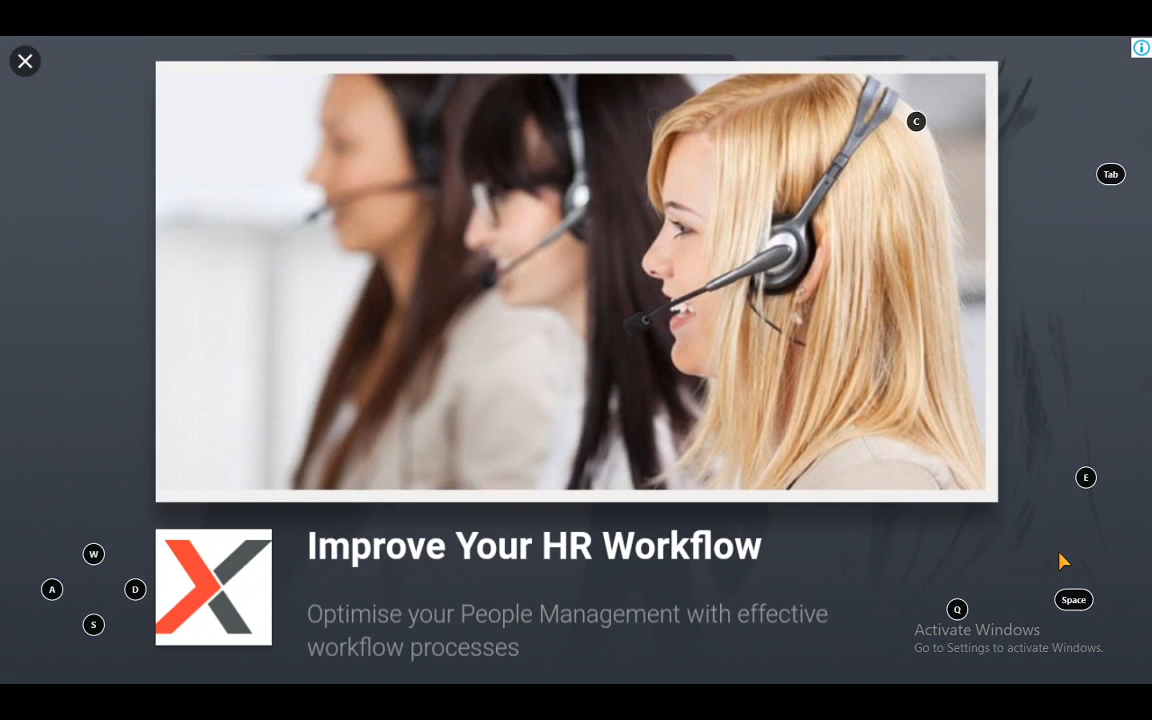 C
Tab
E
Improve Your HR Workflow
W
A
D
Space
Optimise your People Management with effective
workflow processes
Q
S
Activate Windows
Go to Settings to activate Windows.